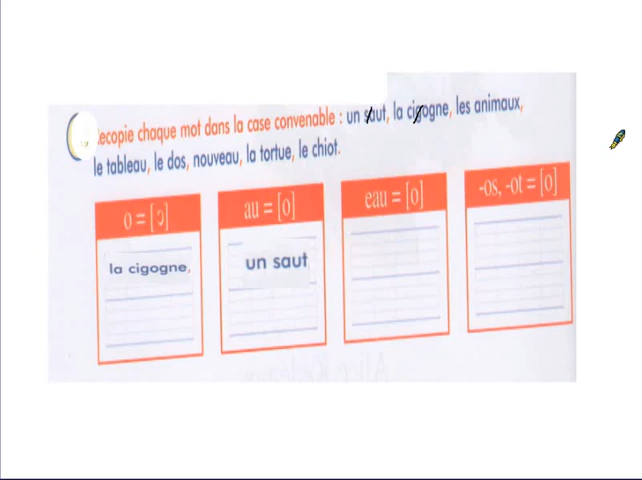 Recopie chaque mot dans la case convenable : un saut, la cigogne, les animaux,
le tableau, le dos, nouveau, la tortue, le chiot.
o = [ɔ]
au = [o]
eau = [o]
-os, -ot = [o]
la cigogne,
un saut